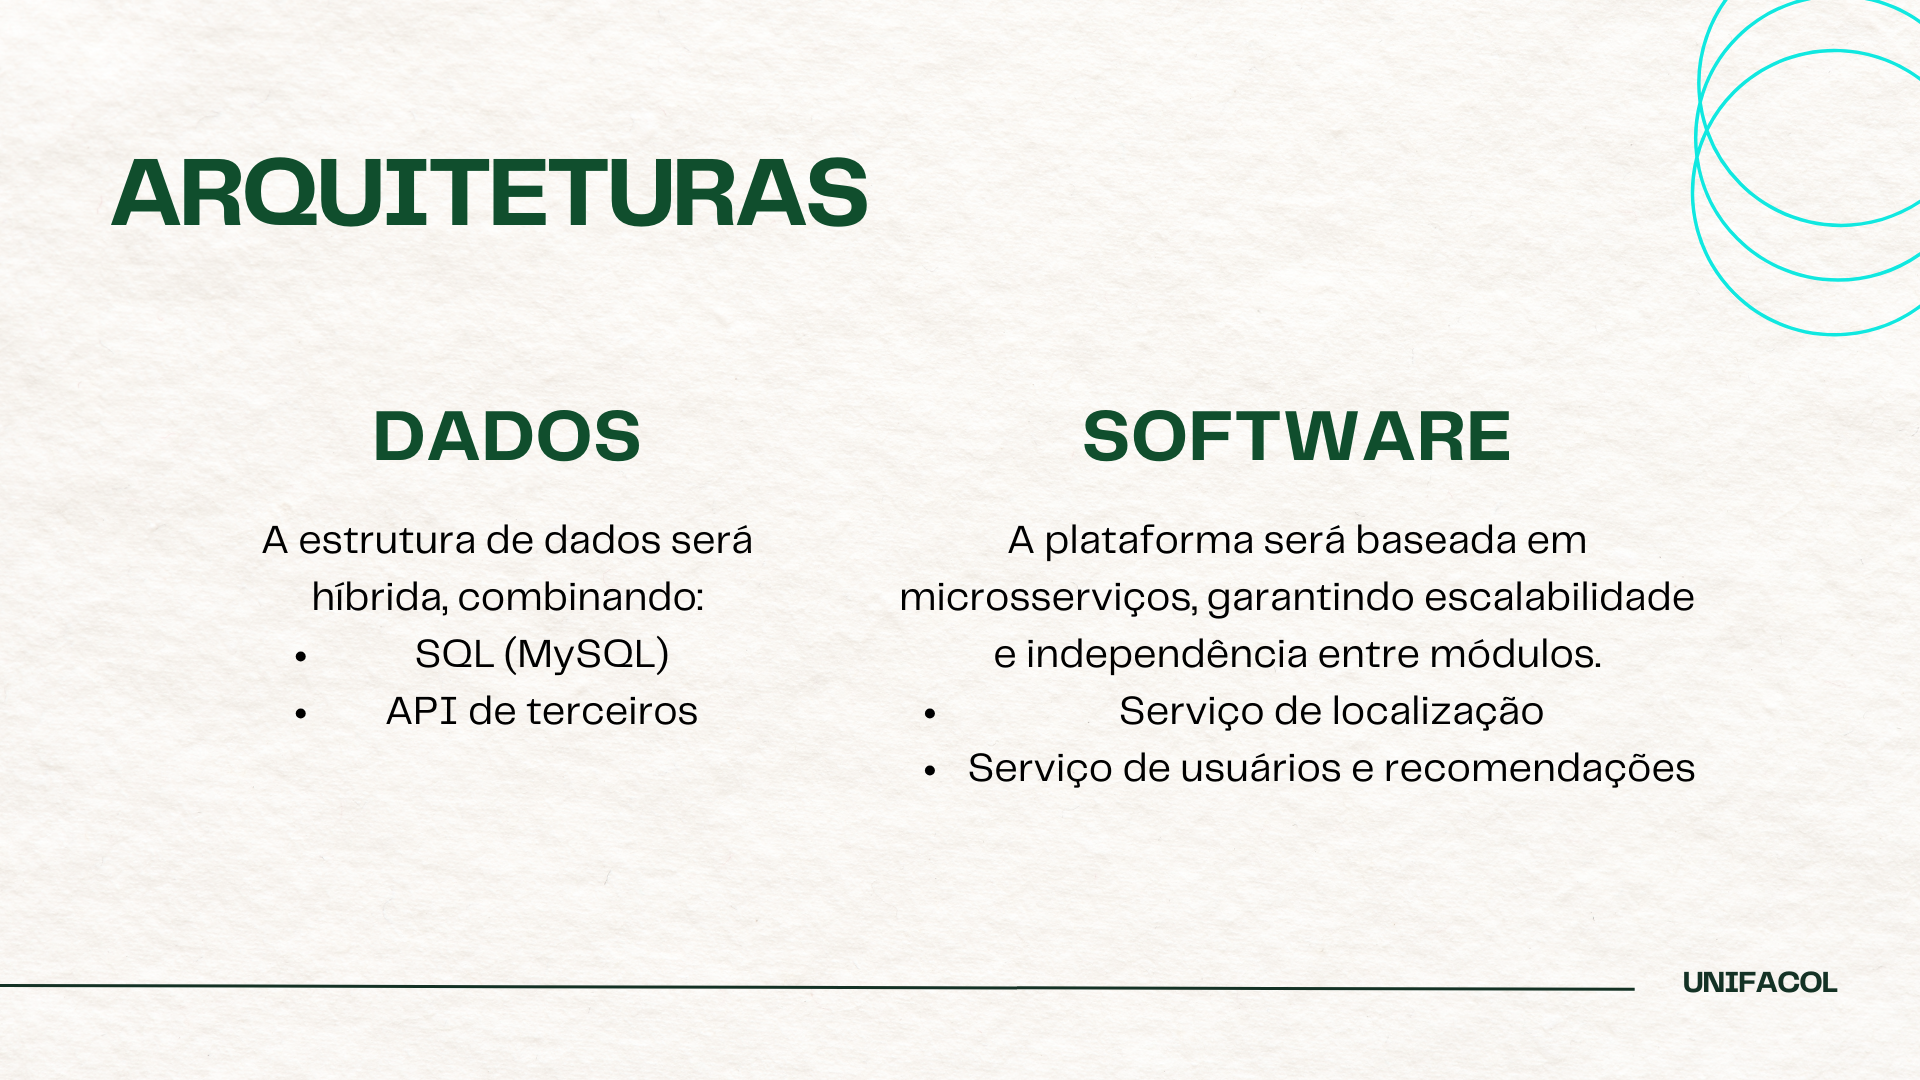 ARQUITETURAS
DADOS
A estrutura de dados será
híbrida, combinando:
• SQL (MySQL)
• API de terceiros
SOFTWARE
A plataforma será baseada em
microsserviços, garantindo escalabilidade
e independência entre módulos.
• Serviço de localização
• Serviço de usuários e recomendações
UNIFACOL